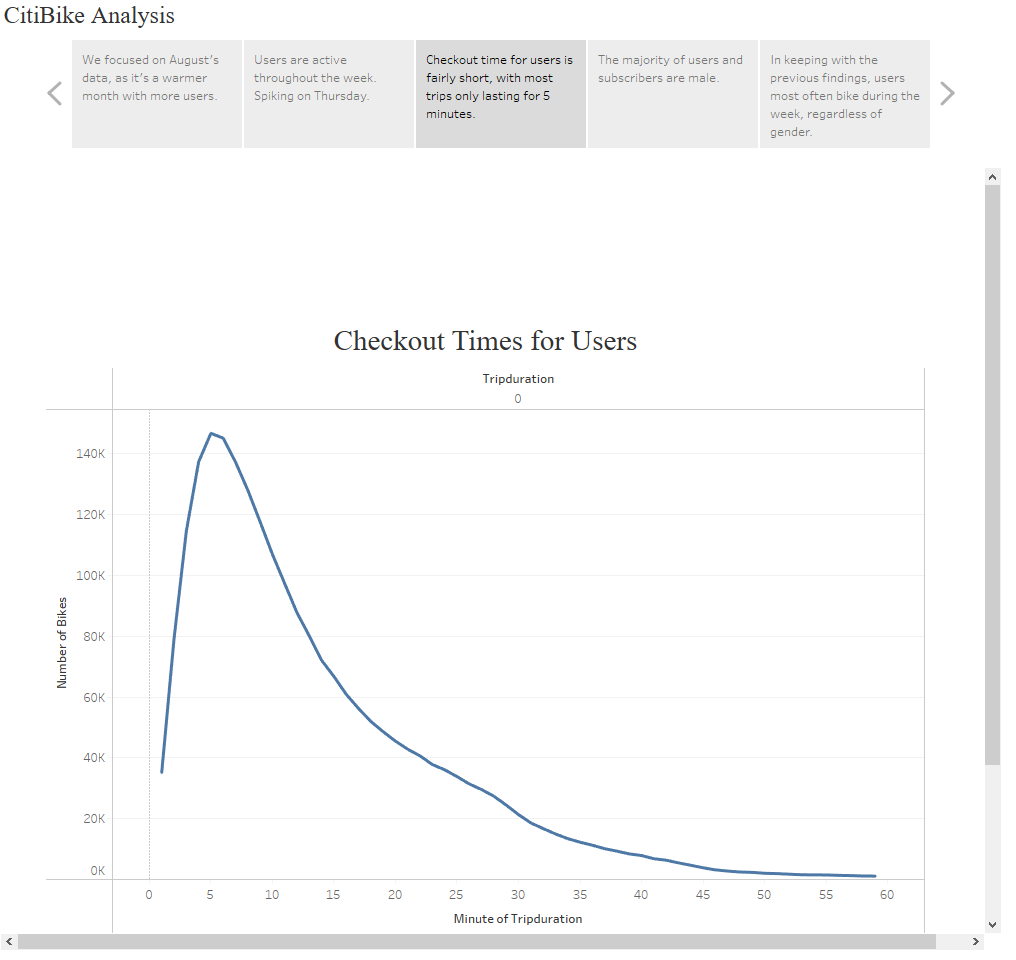 CitiBike Analysis
We focused on August's
data, as it's a warmer
month with more users.
Users are active
throughout the week.
Spiking on Thursday.
Checkout time for users is
fairly short, with most
trips only lasting for 5
minutes.
The majority of users and
subscribers are male.
In keeping with the
previous findings, users
most often bike during the
week, regardless of
gender.
Checkout Times for Users
Tripduration
0
140K
120K
100K
80K
60K
40K
20K
0K
Number of Bikes
0 5 10 15 20 25 30 35 40 45 50 55 60
Minute of Tripduration